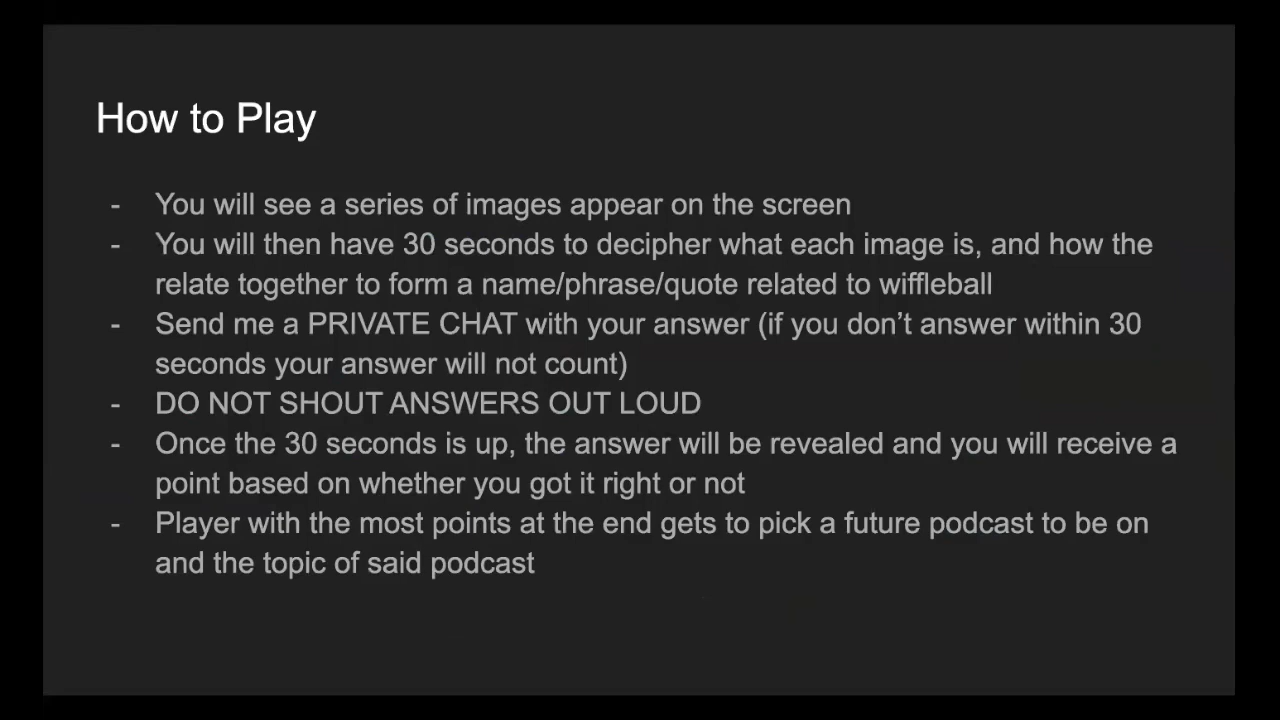 How to Play
- You will see a series of images appear on the screen
- You will then have 30 seconds to decipher what each image is, and how the
relate together to form a name/phrase/quote related to wiffleball
- Send me a PRIVATE CHAT with your answer (if you don’t answer within 30
seconds your answer will not count)
- DO NOT SHOUT ANSWERS OUT LOUD
- Once the 30 seconds is up, the answer will be revealed and you will receive a
point based on whether you got it right or not
- Player with the most points at the end gets to pick a future podcast to be on
and the topic of said podcast